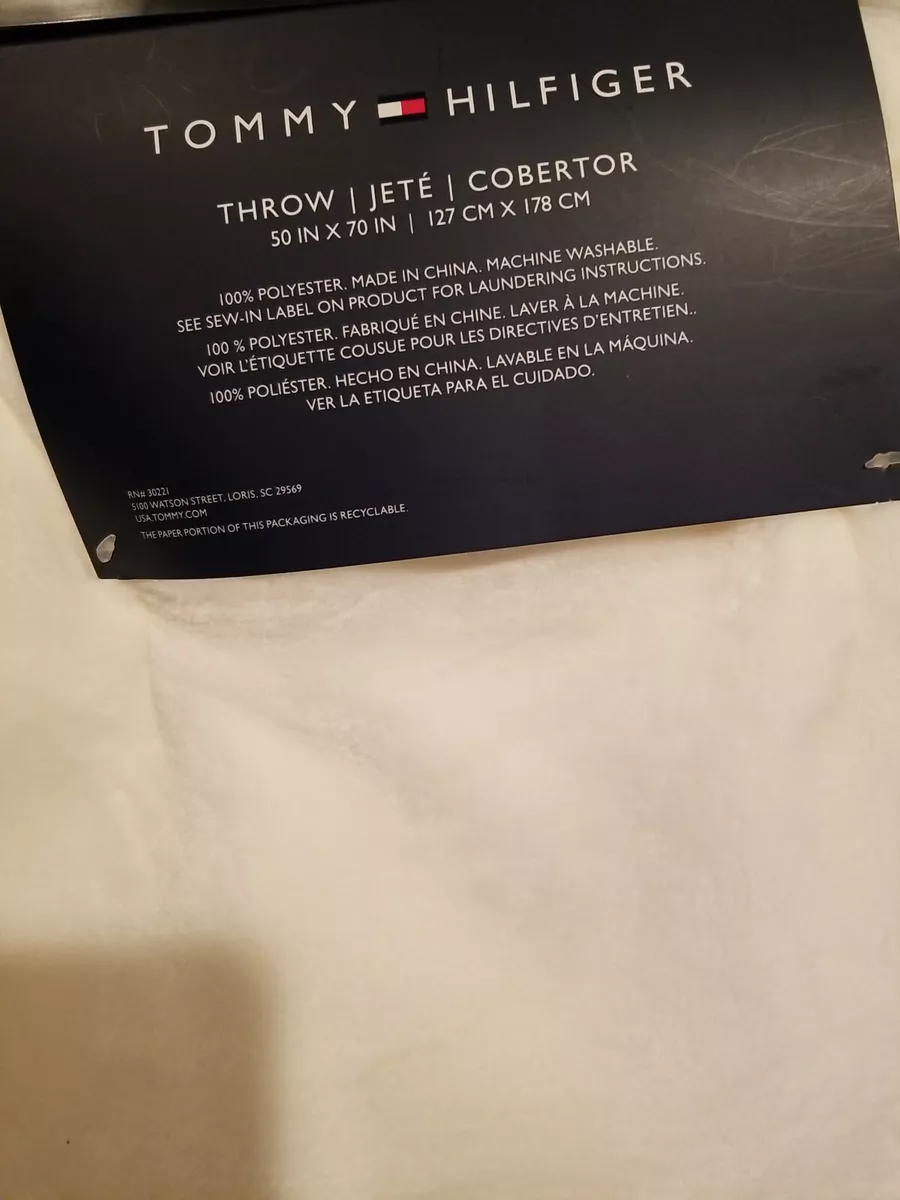 TOMMY HILFIGER
THROW | JETÉ | COBERTOR
50 IN X 70 IN | 127 CM X 178 CM
100% POLYESTER. MADE IN CHINA. MACHINE WASHABLE.
SEE SEW-IN LABEL ON PRODUCT FOR LAUNDERING INSTRUCTIONS.
100 % POLYESTER. FABRIQUÉ EN CHINE. LAVER À LA MACHINE.
VOIR L'ÉTIQUETTE COUSUE POUR LES DIRECTIVES D'ENTRETIEN..
100% POLIÉSTER. HECHO EN CHINA. LAVABLE EN LA MÁQUINA.
VER LA ETIQUETA PARA EL CUIDADO.
RN# 30221
5100 WATSON STREET, LORIS, SC 29569
USA.TOMMY.COM
THE PAPER PORTION OF THIS PACKAGING IS RECYCLABLE.